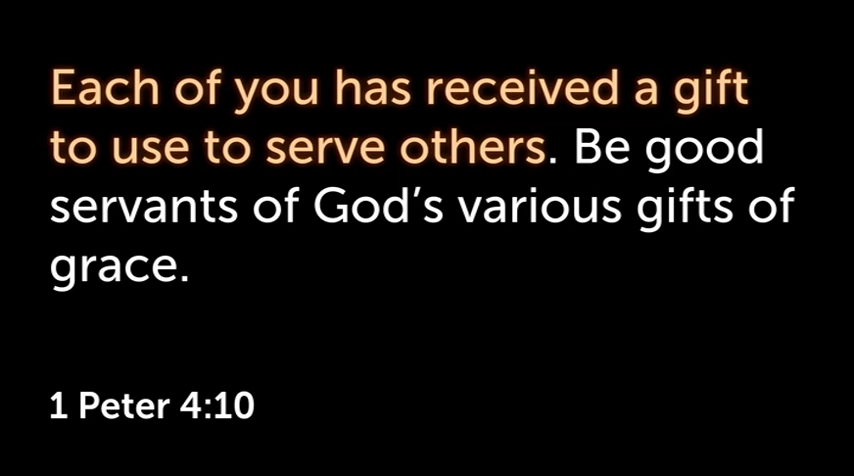 Each of you has received a gift
to use to serve others. Be good
servants of God’s various gifts of
grace.
1 Peter 4:10